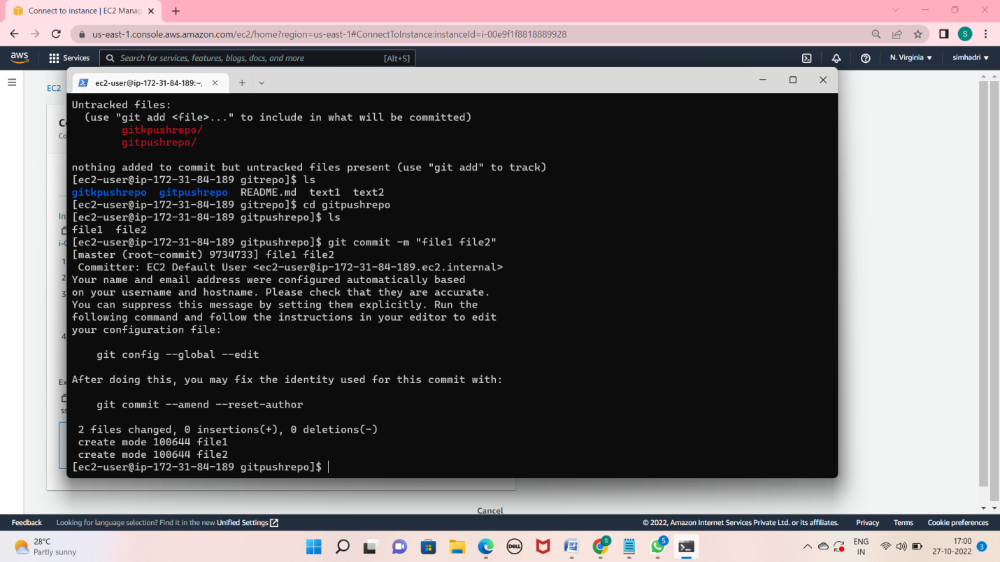 Connect to instance | EC2 Manag
us-east-1.console.aws.amazon.com/ec2/home?region=us-east-1#ConnectToInstance:instanceId=i-00e9f1f8818889928
S
aws
Services
Search for services, features, blogs, docs, and more
[Alt+S]
N. Virginia
simhadri
EC2
ec2-user@ip-172-31-84-189:~,
Untracked files:
(use "git add <file>..." to include in what will be committed)
gitkpushrepo/
gitpushrepo/
nothing added to commit but untracked files present (use "git add" to track)
[ec2-user@ip-172-31-84-189 gitrepo]$ ls
gitkpushrepo gitpushrepo README.md text1 text2
[ec2-user@ip-172-31-84-189 gitrepo]$ cd gitpushrepo
[ec2-user@ip-172-31-84-189 gitpushrepo]$ ls
file1 file2
[ec2-user@ip-172-31-84-189 gitpushrepo]$ git commit -m "file1 file2"
[master (root-commit) 9734733] file1 file2
Committer: EC2 Default User <ec2-user@ip-172-31-84-189.ec2.internal>
Your name and email address were configured automatically based
on your username and hostname. Please check that they are accurate.
You can suppress this message by setting them explicitly. Run the
following command and follow the instructions in your editor to edit
your configuration file:
git config --global --edit
After doing this, you may fix the identity used for this commit with:
git commit --amend --reset-author
2 files changed, 0 insertions(+), 0 deletions(-)
create mode 100644 file1
create mode 100644 file2
[ec2-user@ip-172-31-84-189 gitpushrepo]$
Cancel
Feedback
Looking for language selection? Find it in the new Unified Settings
© 2022, Amazon Internet Services Private Ltd. or its affiliates.
Privacy
Terms
Cookie preferences
28°C
Partly sunny
DELL
S
5
ENG
IN
17:00
27-10-2022
3